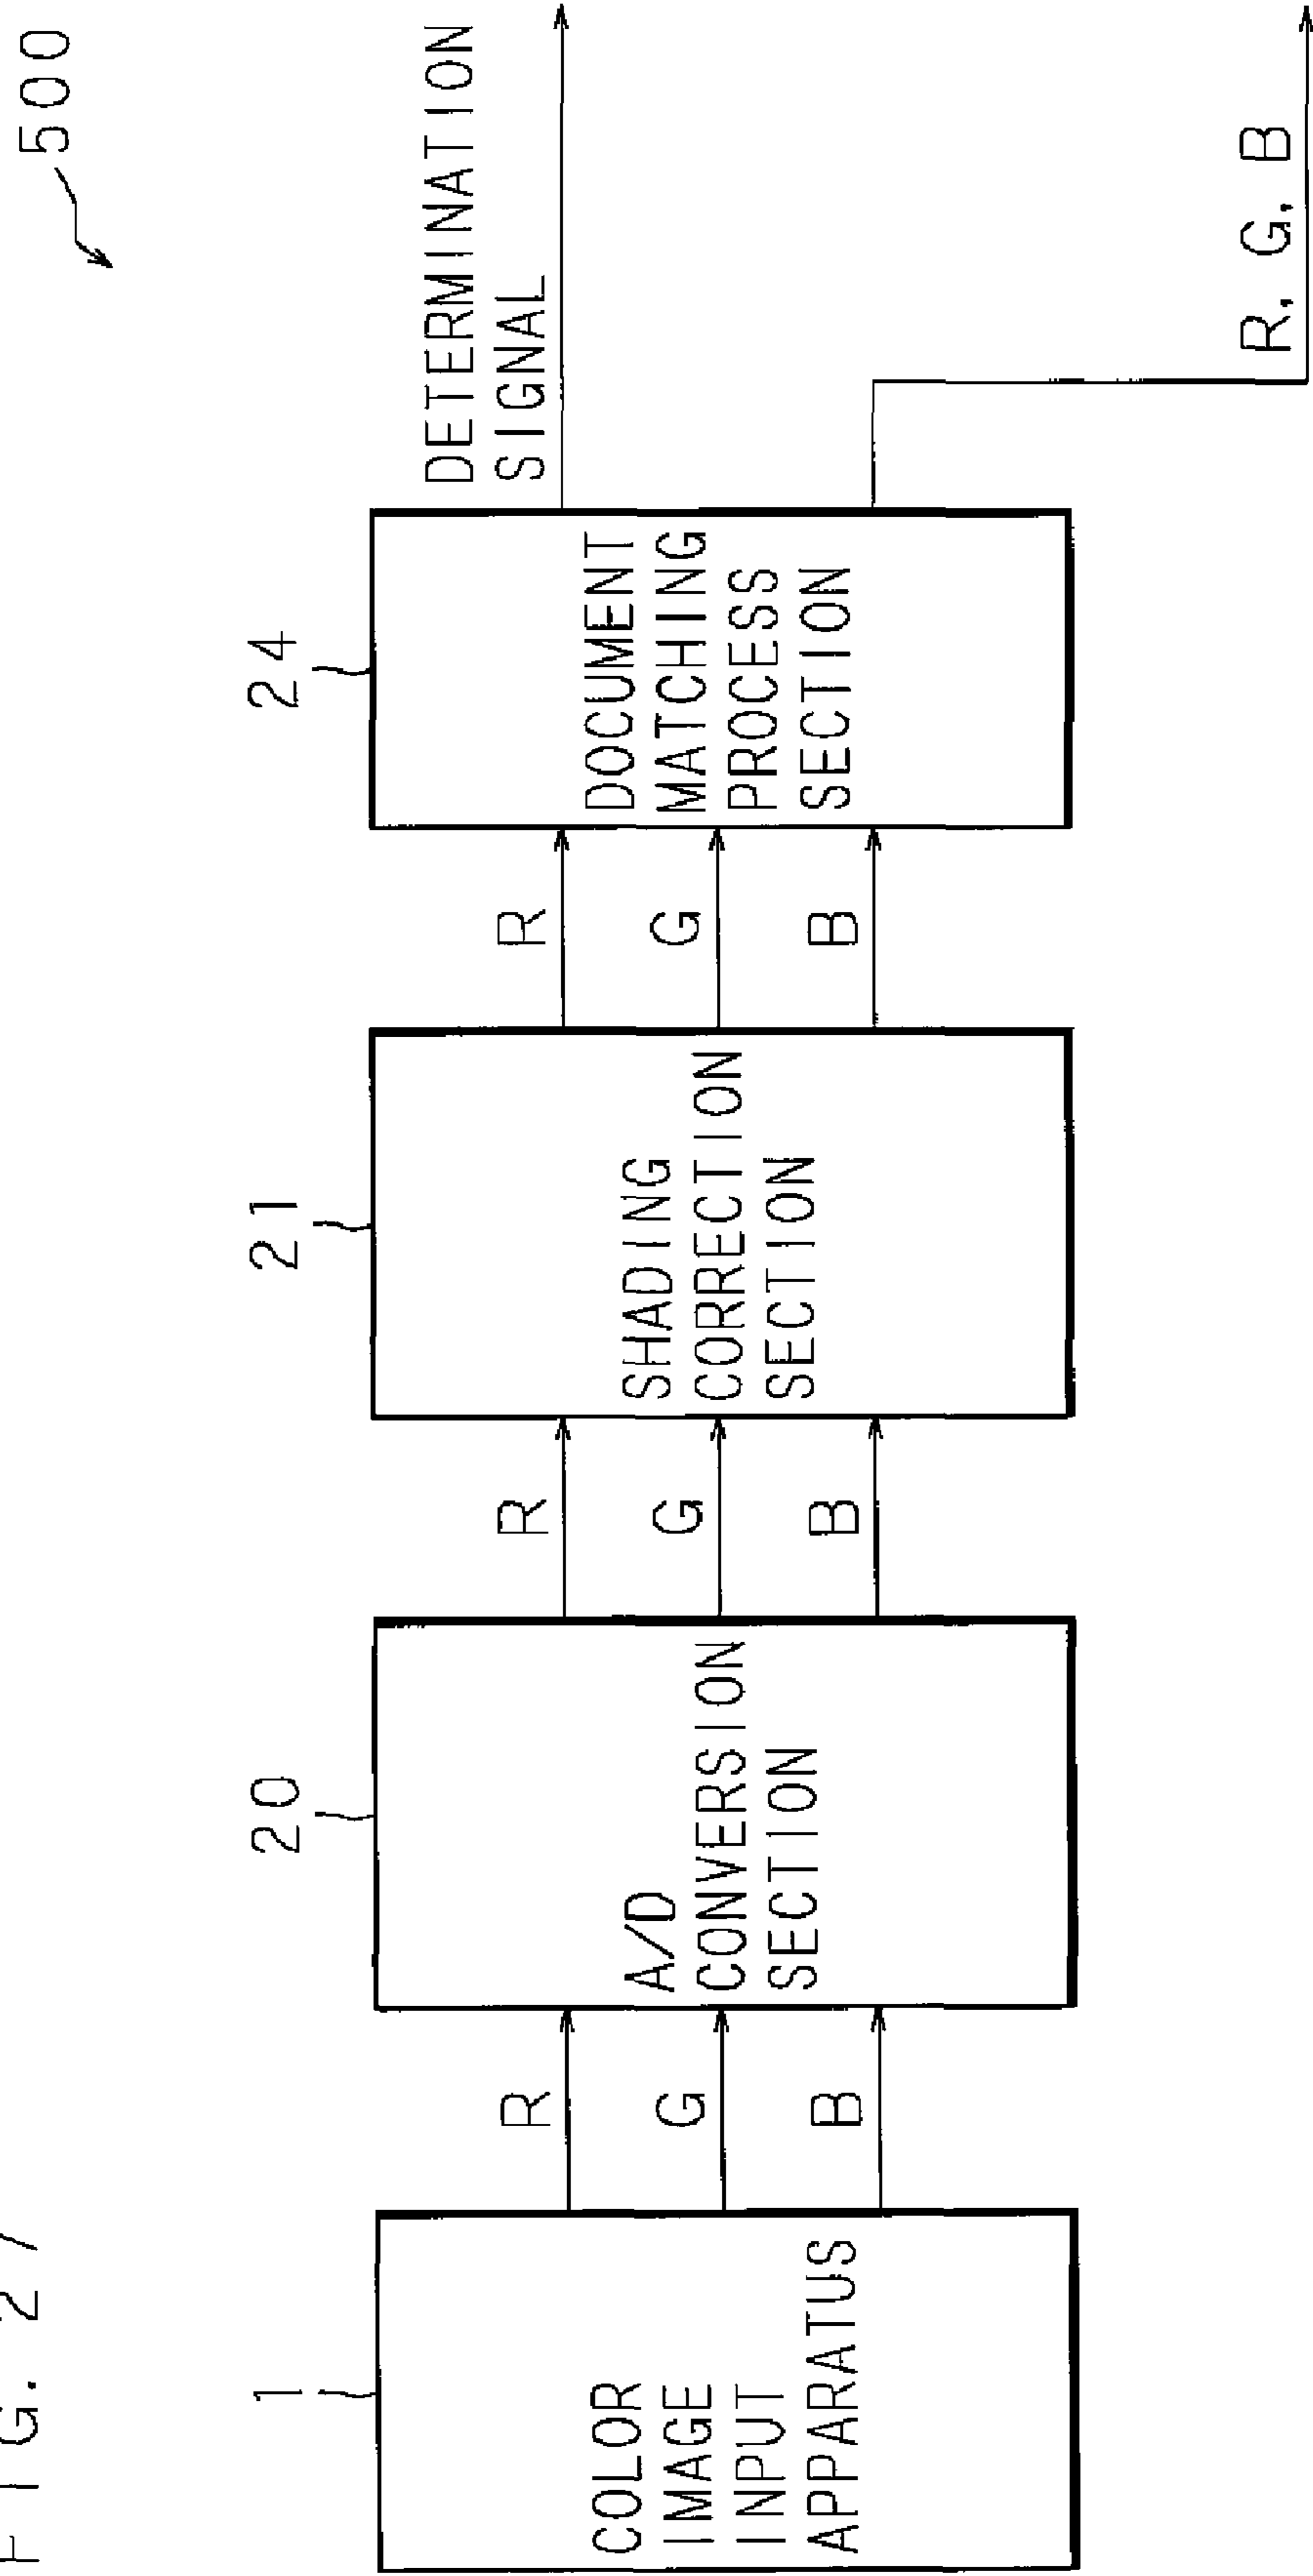 FIG. 27
500
1
COLOR
IMAGE
INPUT
APPARATUS
R
G
B
20
A/D
CONVERSION
SECTION
R
G
B
21
SHADING
CORRECTION
SECTION
R
G
B
24
DOCUMENT
MATCHING
PROCESS
SECTION
DETERMINATION
SIGNAL
R, G, B